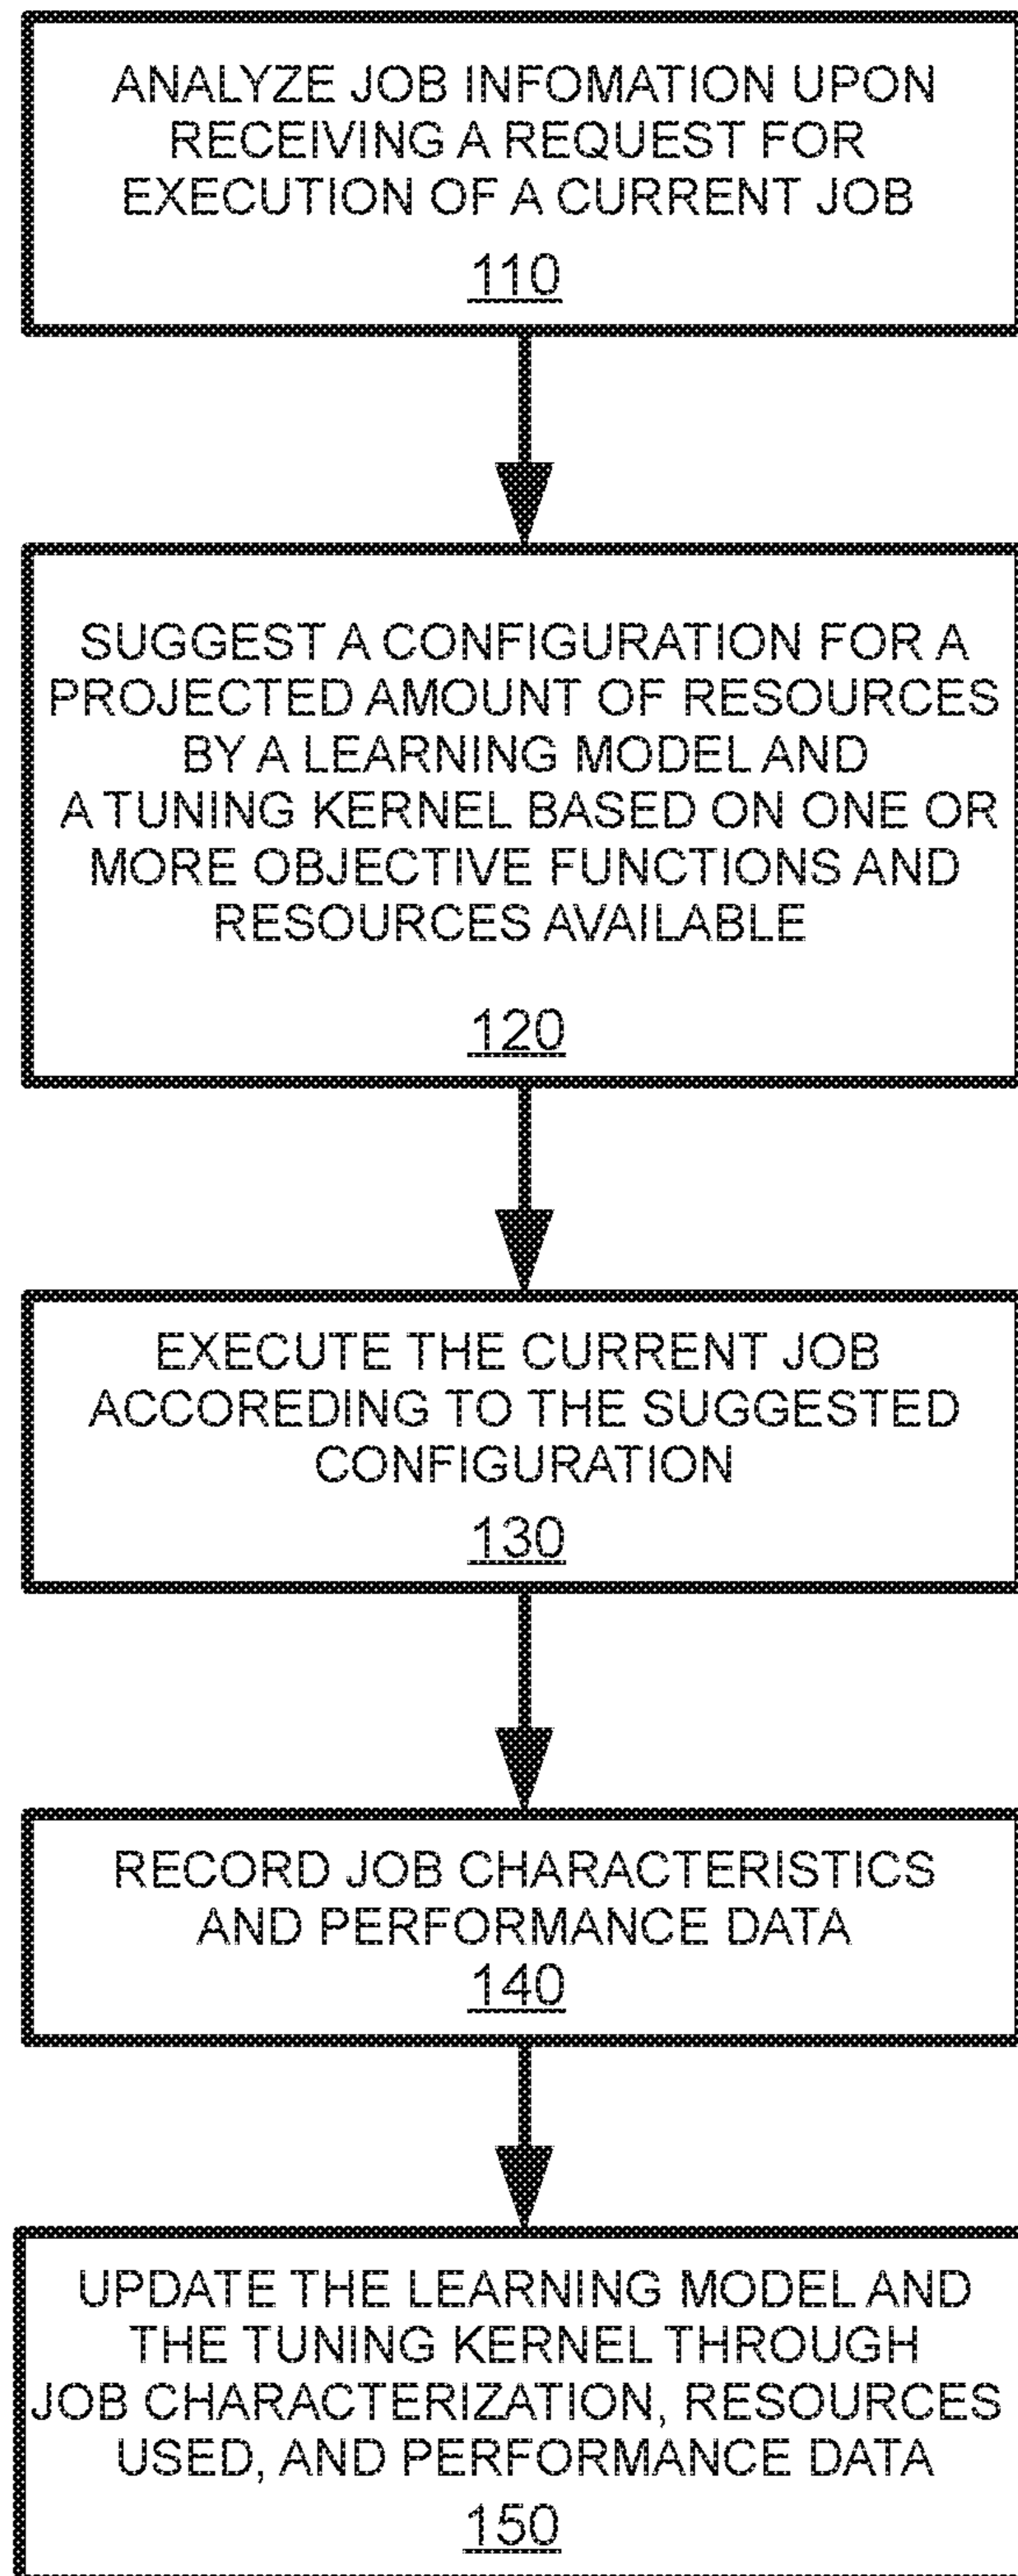 ANALYZE JOB INFOMATION UPON
RECEIVING A REQUEST FOR
EXECUTION OF A CURRENT JOB
110
SUGGEST A CONFIGURATION FOR A
PROJECTED AMOUNT OF RESOURCES
BY A LEARNING MODEL AND
A TUNING KERNEL BASED ON ONE OR
MORE OBJECTIVE FUNCTIONS AND
RESOURCES AVAILABLE
120
EXECUTE THE CURRENT JOB
ACCOREDING TO THE SUGGESTED
CONFIGURATION
130
RECORD JOB CHARACTERISTICS
AND PERFORMANCE DATA
140
UPDATE THE LEARNING MODEL AND
THE TUNING KERNEL THROUGH
JOB CHARACTERIZATION, RESOURCES
USED, AND PERFORMANCE DATA
150